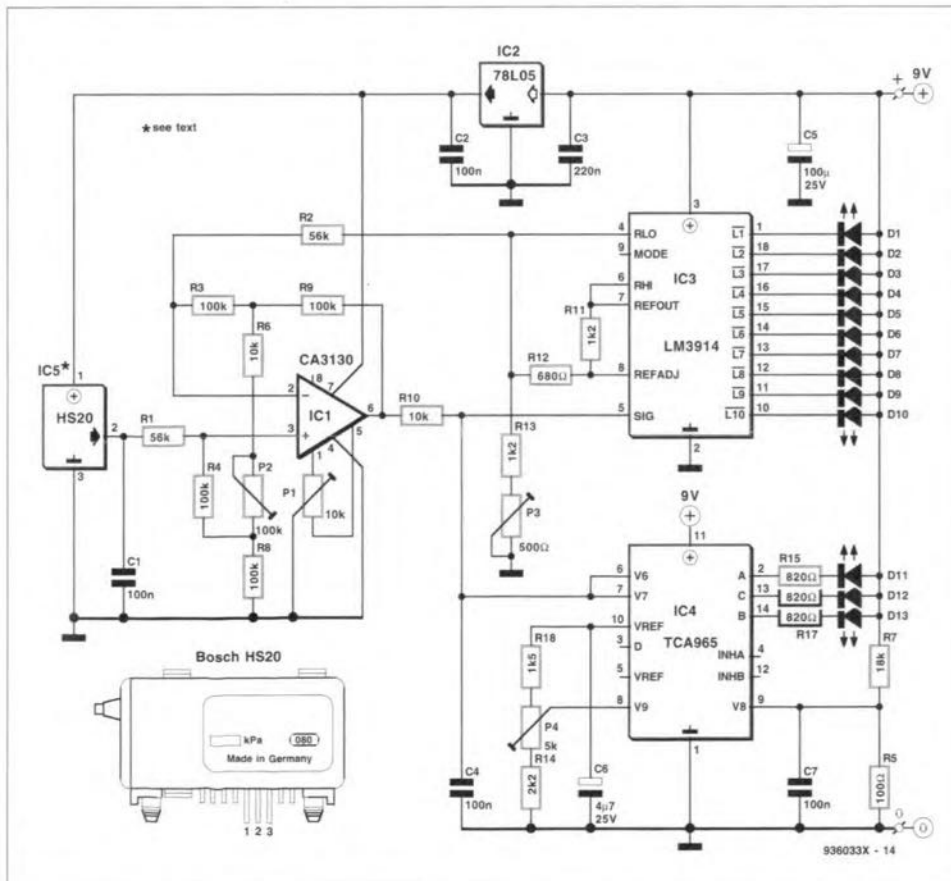 IC2
78L05
+
9V
* see text
C2
100n
C3
220n
C5
100µ
25V
3
R2
56k
4
RLO
9
MODE
IC3
6
RHI
7
REFOUT
R11
1k2
LM3914
R12
680Ω
8
REFADJ
5
SIG
2
L1
1
D1
L2
18
D2
L3
17
D3
L4
16
D4
L5
15
D5
L6
14
D6
L7
13
D7
L8
12
D8
L9
11
D9
L10
10
D10
R3
100k
R9
100k
R6
10k
CA3130
IC5*
1
HS20
2
3
R1
56k
2
8
7
IC1
6
3
4
5
1
R10
10k
R4
100k
P2
100k
P1
10k
R8
100k
C1
100n
R13
1k2
P3
500Ω
9V
11
6
V6
7
V7
IC4
10
VREF
TCA965
3
D
5
VREF
8
V9
1
A
2
R15
820Ω
D11
C
13
820Ω
D12
B
14
820Ω
D13
R17
INHA
4
INHB
12
V8
9
R7
18k
R18
1k5
P4
5k
R14
2k2
C4
100n
C6
4µ7
25V
C7
100n
R5
100Ω
0
Bosch HS20
kPa
080
Made in Germany
1 2 3
936033X - 14